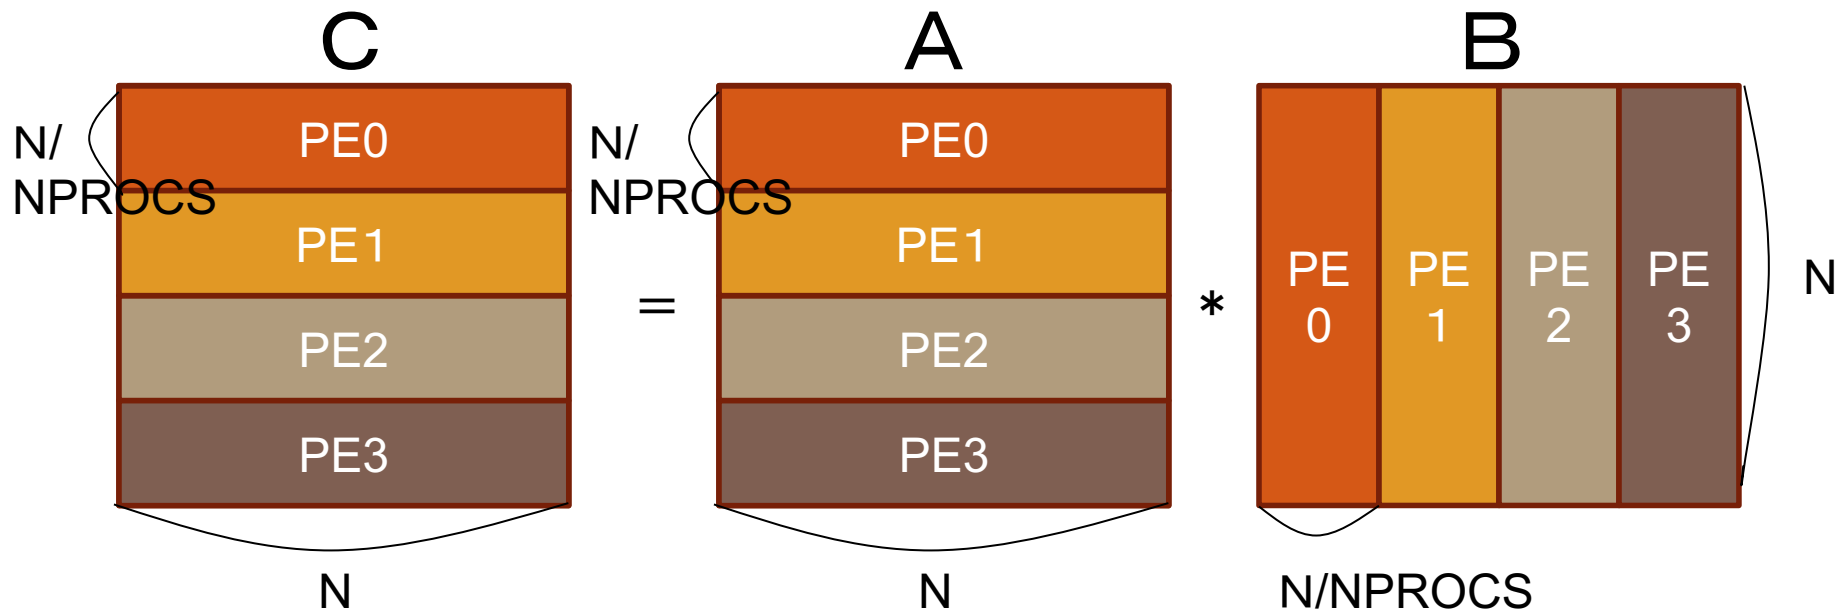 C
A
B
N/
NPROCS
PE0
PE1
PE2
PE3
N
=
N/
NPROCS
PE0
PE1
PE2
PE3
N
*
PE
0
PE
1
PE
2
PE
3
N
N/NPROCS